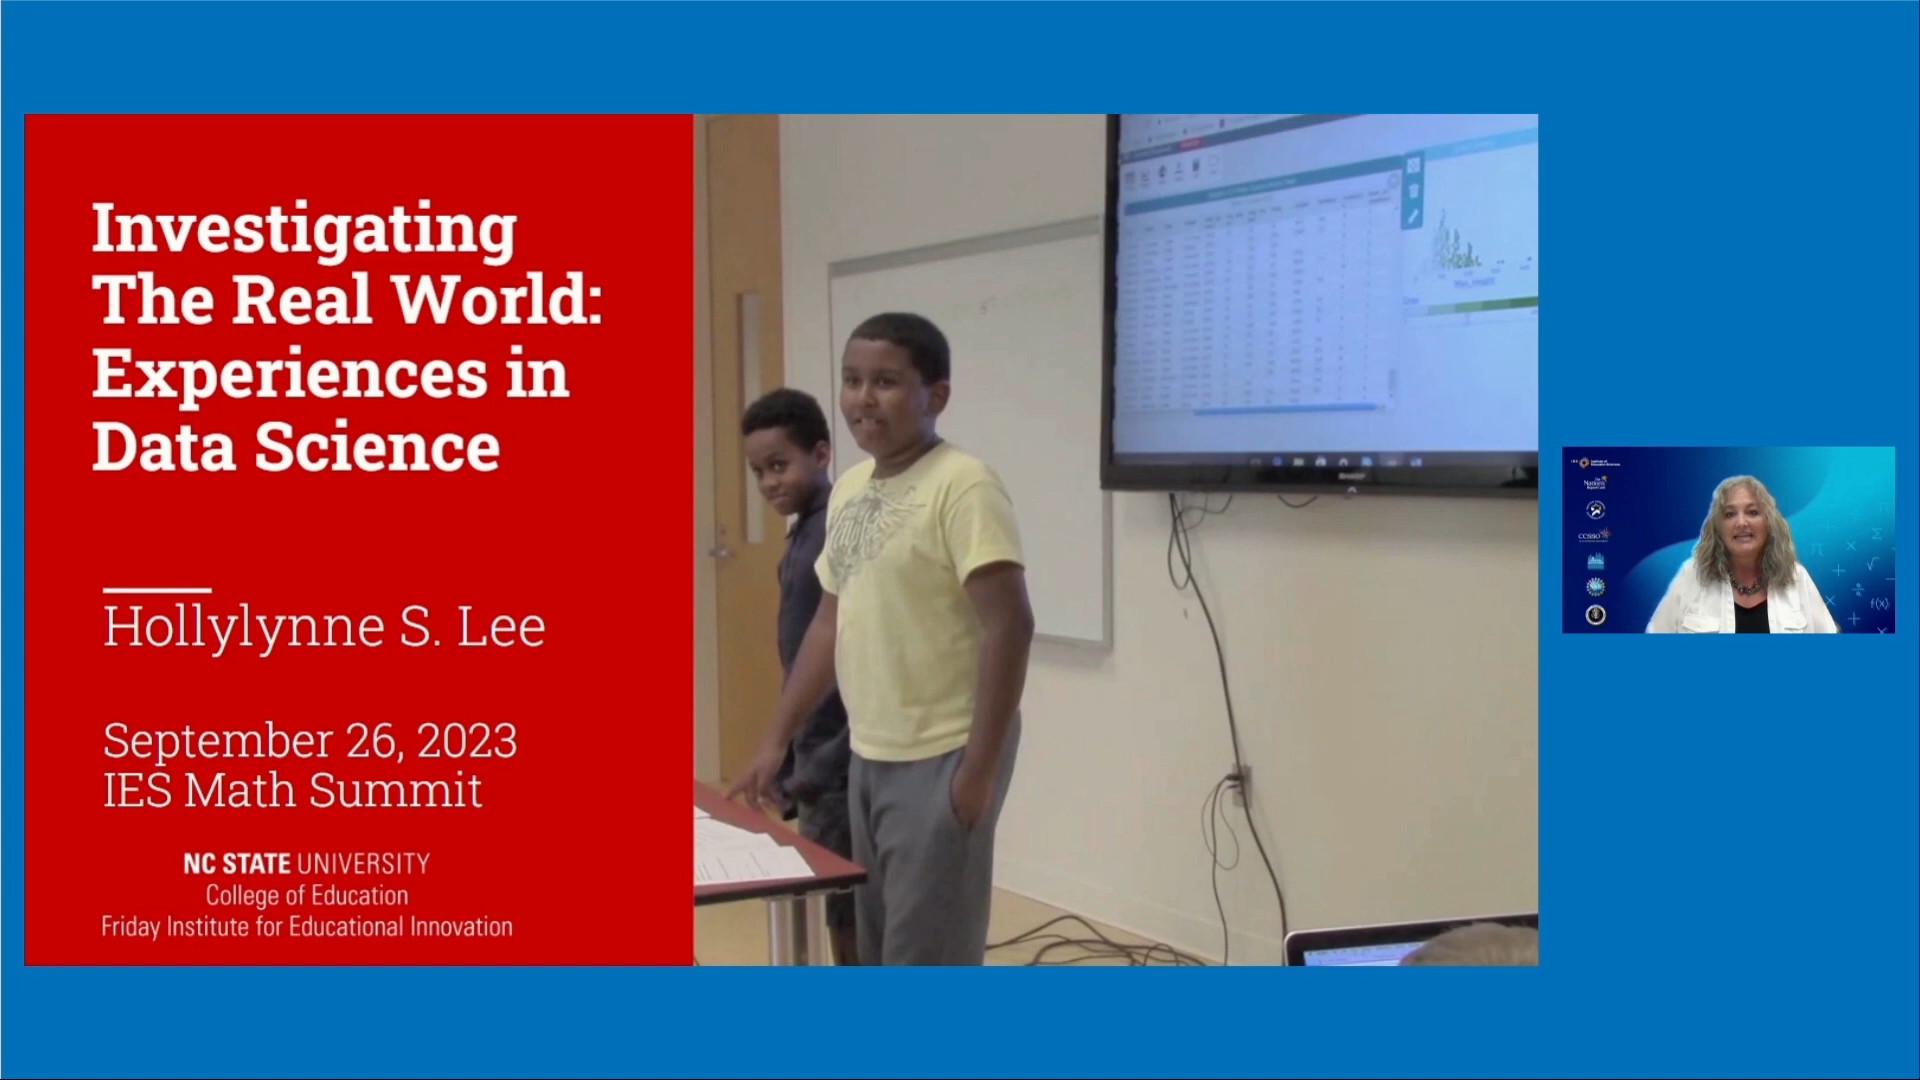 Investigating
The Real World:
Experiences in
Data Science
Hollylynne S. Lee
September 26, 2023
IES Math Summit
NC STATE UNIVERSITY
College of Education
Friday Institute for Educational Innovation
CCSSO
f(x)